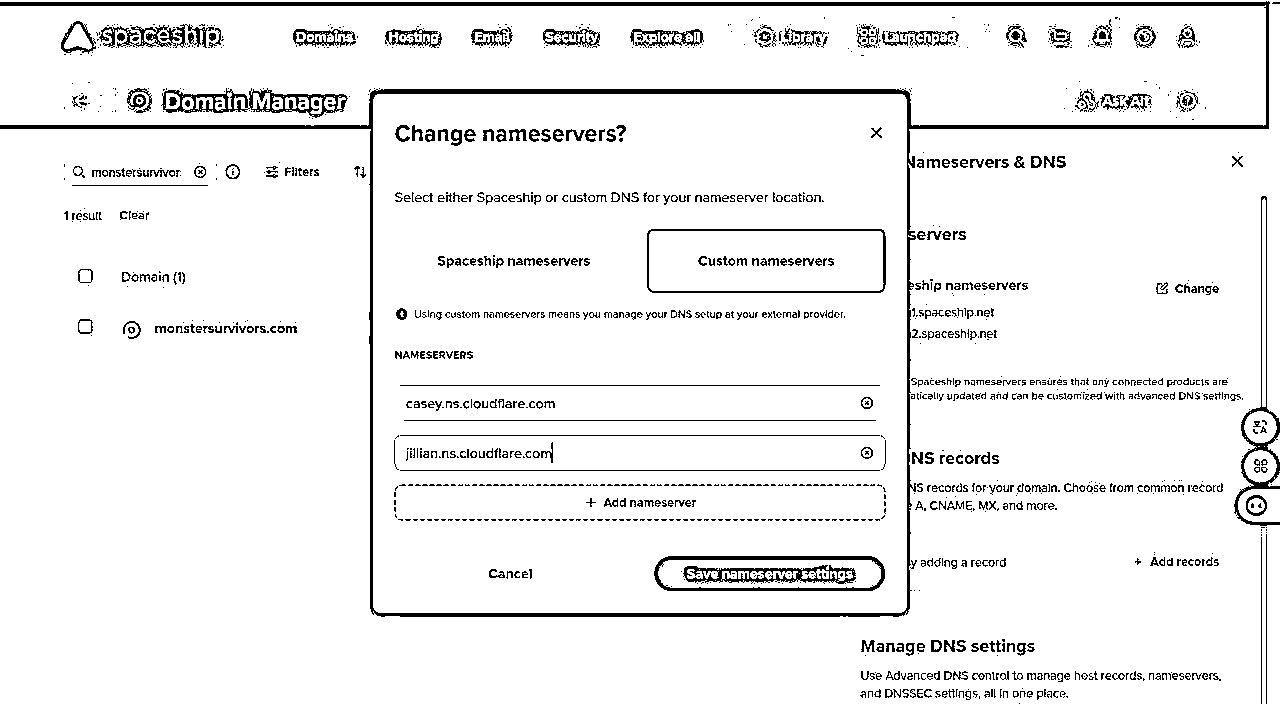 spaceship Domains Hosting Email Security Explore all Library Launchpad
Domain Manager Ask Alf
monstersurvivor Filters
1 result Clear
Domain (1)
monstersurvivors.com
Change nameservers?
Select either Spaceship or custom DNS for your nameserver location.
Spaceship nameservers Custom nameservers
Using custom nameservers means you manage your DNS setup at your external provider.
NAMESERVERS
casey.ns.cloudflare.com
jillian.ns.cloudflare.com
+ Add nameserver
Cancel Save nameserver settings
Nameservers & DNS
servers
eship nameservers Change
1.spaceship.net
2.spaceship.net
Spaceship nameservers ensures that any connected products are
atically updated and can be customized with advanced DNS settings.
NS records
NS records for your domain. Choose from common record
A, CNAME, MX, and more.
y adding a record + Add records
Manage DNS settings
Use Advanced DNS control to manage host records, nameservers,
and DNSSEC settings, all in one place.